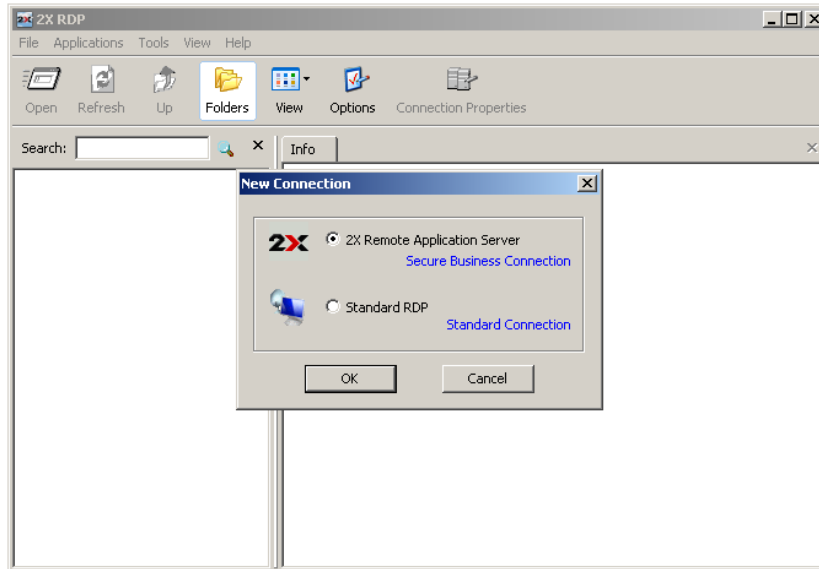 2X 2X RDP
File Applications Tools View Help
Open Refresh Up Folders View Options Connection Properties
Search: Info
New Connection
2X 2X Remote Application Server
Secure Business Connection
Standard RDP
Standard Connection
OK Cancel